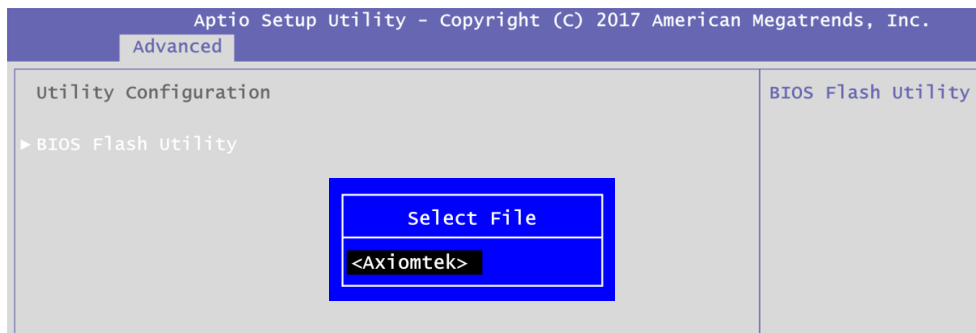 Aptio Setup Utility - Copyright (C) 2017 American Megatrends, Inc.
Advanced
Utility Configuration
BIOS Flash Utility
►BIOS Flash Utility
Select File
<Axiomtek>